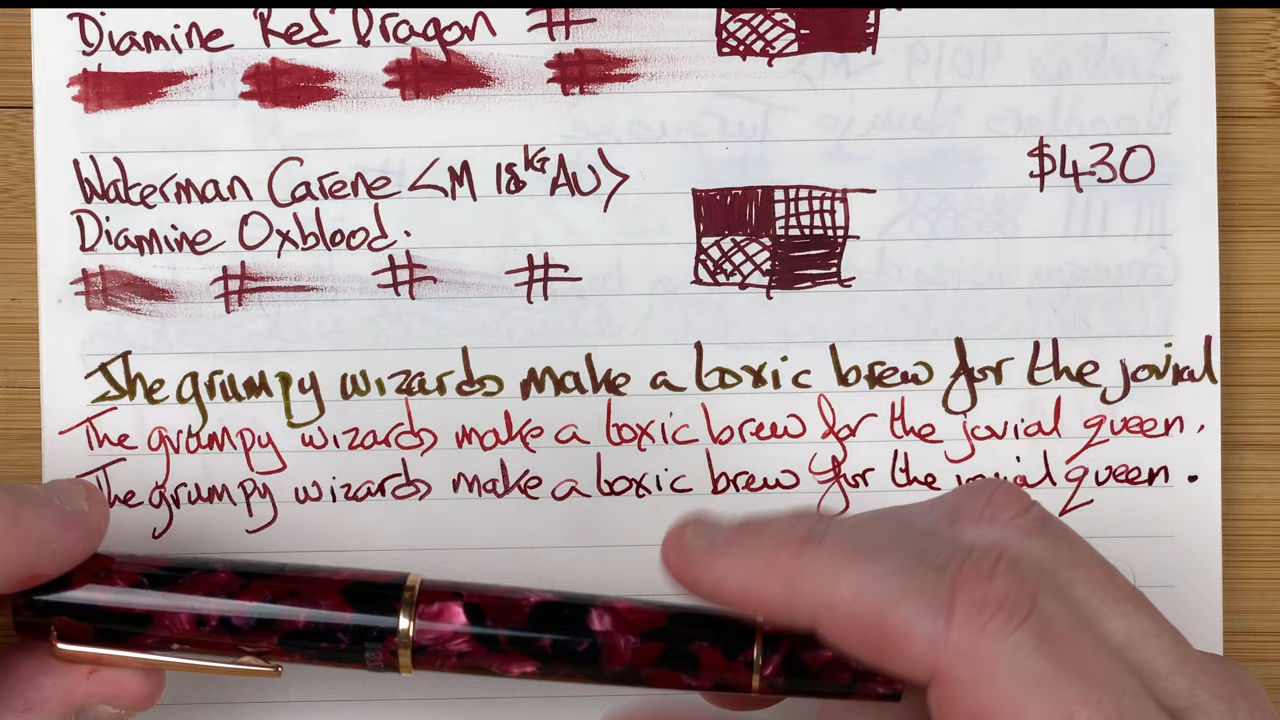 Diamine Red Dragon #
# # # #
Waterman Carene <M 18KG AU> $430
Diamine Oxblood.
# # # #
The grumpy wizards make a toxic brew for the jovial
The grumpy wizards make a toxic brew for the jovial queen.
The grumpy wizards make a toxic brew for the jovial queen.